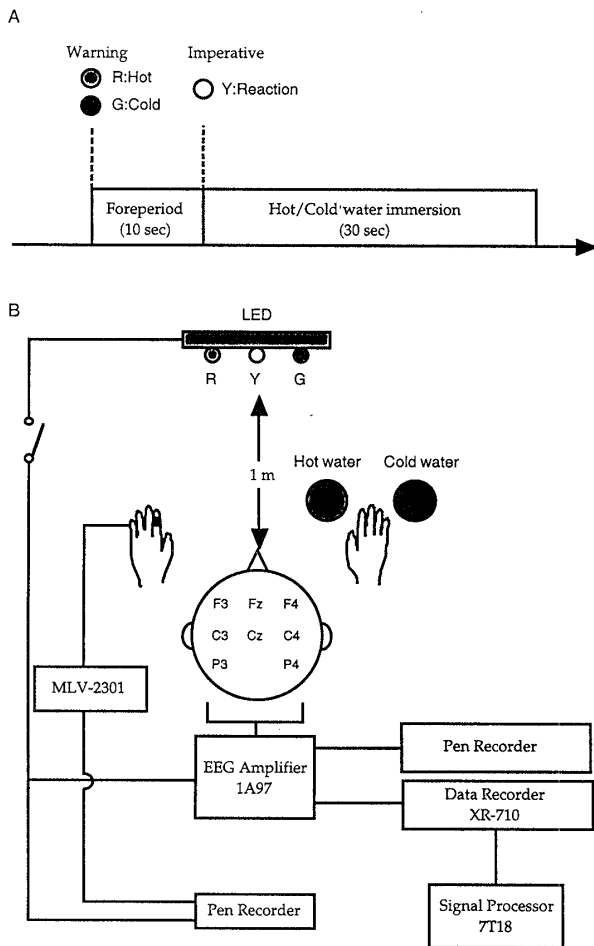 A
Warning
Imperative
R:Hot
Y:Reaction
G:Cold
Foreperiod
(10 sec)
Hot/Cold water immersion
(30 sec)
B
LED
R Y G
Hot water
Cold water
1 m
F3 Fz F4
C3 Cz C4
P3 P4
MLV-2301
EEG Amplifier
1A97
Pen Recorder
Data Recorder
XR-710
Pen Recorder
Signal Processor
7T18